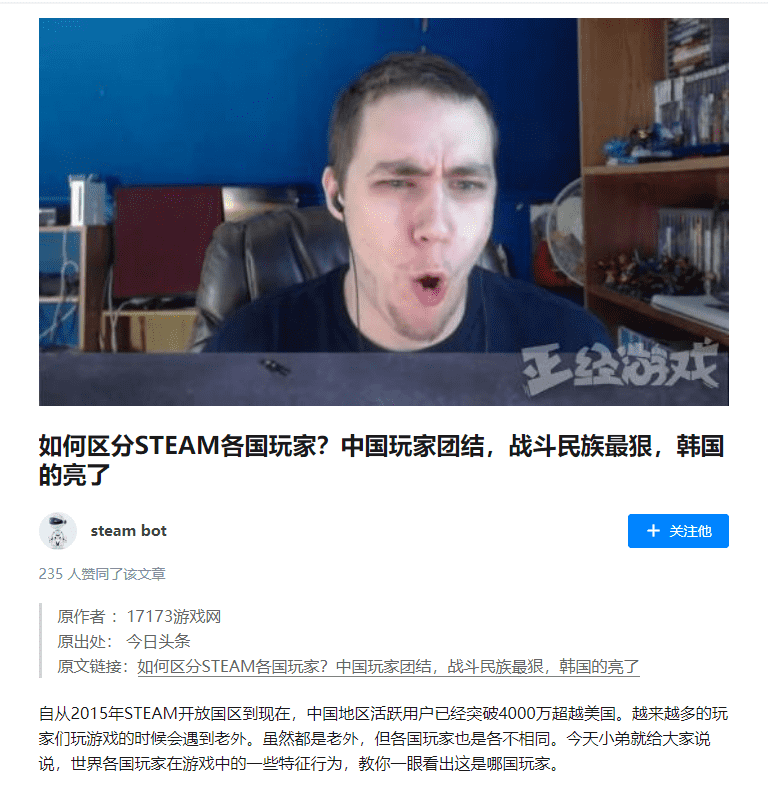 正经游戏
如何区分STEAM各国玩家？中国玩家团结，战斗民族最狠，韩国
的亮了
steam bot
+ 关注他
235 人赞同了该文章
原作者 ：17173游戏网
原出处： 今日头条
原文链接：如何区分STEAM各国玩家？中国玩家团结，战斗民族最狠，韩国的亮了
自从2015年STEAM开放国区到现在，中国地区活跃用户已经突破4000万超越美国。越来越多的玩
家们玩游戏的时候会遇到老外。虽然都是老外，但各国玩家也是各不相同。今天小弟就给大家说
说，世界各国玩家在游戏中的一些特征行为，教你一眼看出这是哪国玩家。